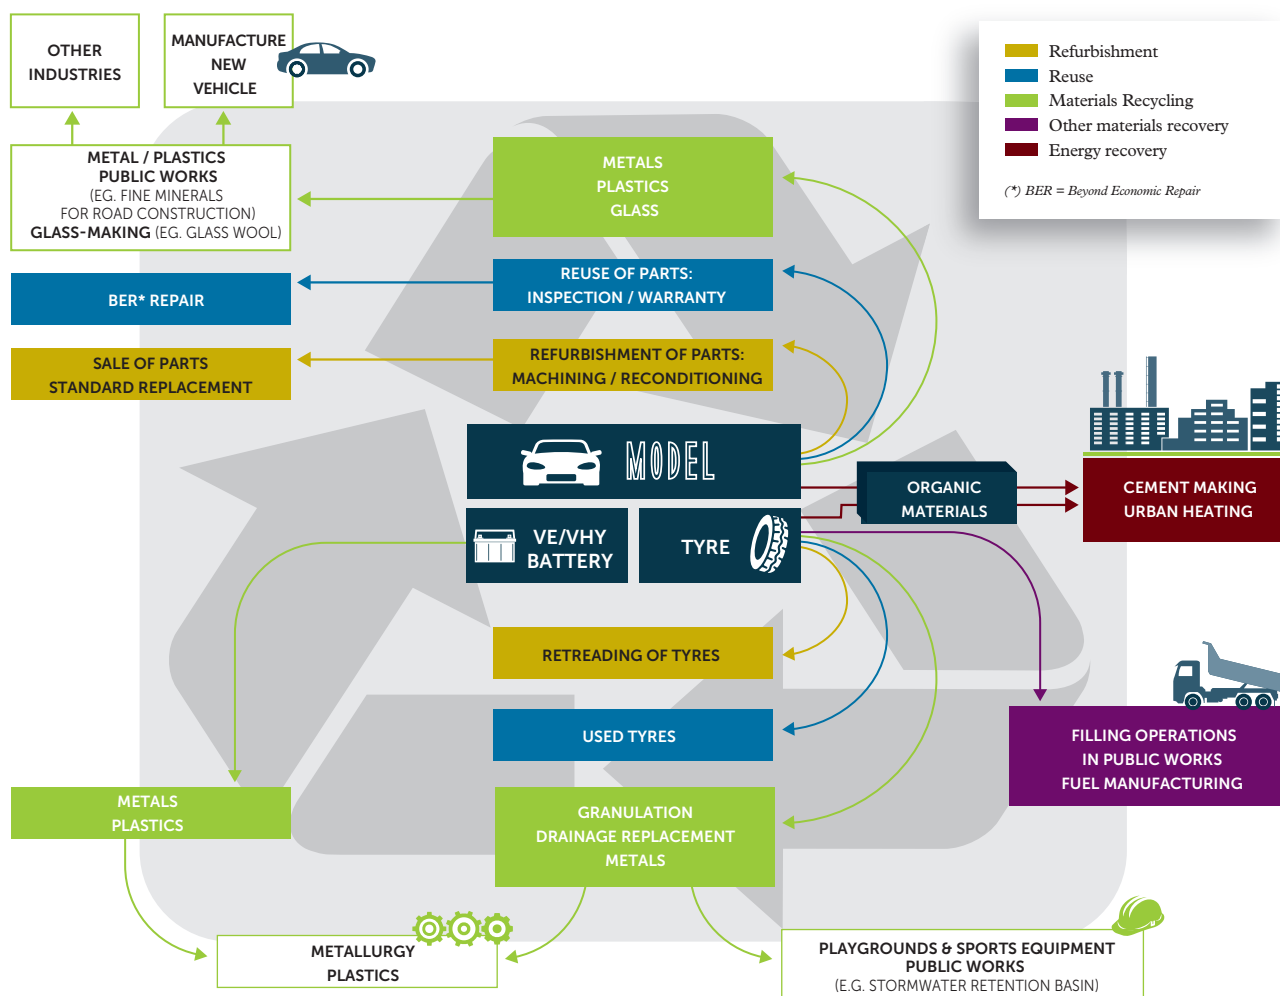 OTHER
INDUSTRIES
MANUFACTURE
NEW
VEHICLE
Refurbishment
Reuse
Materials Recycling
Other materials recovery
Energy recovery
(*) BER = Beyond Economic Repair
METAL / PLASTICS
PUBLIC WORKS
(EG. FINE MINERALS
FOR ROAD CONSTRUCTION)
GLASS-MAKING (EG. GLASS WOOL)
METALS
PLASTICS
GLASS
BER* REPAIR
REUSE OF PARTS:
INSPECTION / WARRANTY
SALE OF PARTS
STANDARD REPLACEMENT
REFURBISHMENT OF PARTS:
MACHINING / RECONDITIONING
MODEL
ORGANIC
MATERIALS
CEMENT MAKING
URBAN HEATING
VE/VHY
BATTERY
TYRE
RETREADING OF TYRES
USED TYRES
FILLING OPERATIONS
IN PUBLIC WORKS
FUEL MANUFACTURING
METALS
PLASTICS
GRANULATION
DRAINAGE REPLACEMENT
METALS
METALLURGY
PLASTICS
PLAYGROUNDS & SPORTS EQUIPMENT
PUBLIC WORKS
(E.G. STORMWATER RETENTION BASIN)